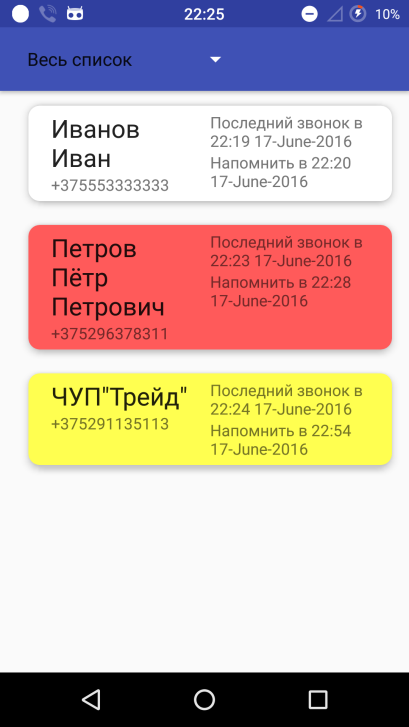 22:25
10%
Весь список
Иванов
Иван
+375553333333
Последний звонок в
22:19 17-June-2016
Напомнить в 22:20
17-June-2016
Петров
Пётр
Петрович
+375296378311
Последний звонок в
22:23 17-June-2016
Напомнить в 22:28
17-June-2016
ЧУП"Трейд"
+375291135113
Последний звонок в
22:24 17-June-2016
Напомнить в 22:54
17-June-2016